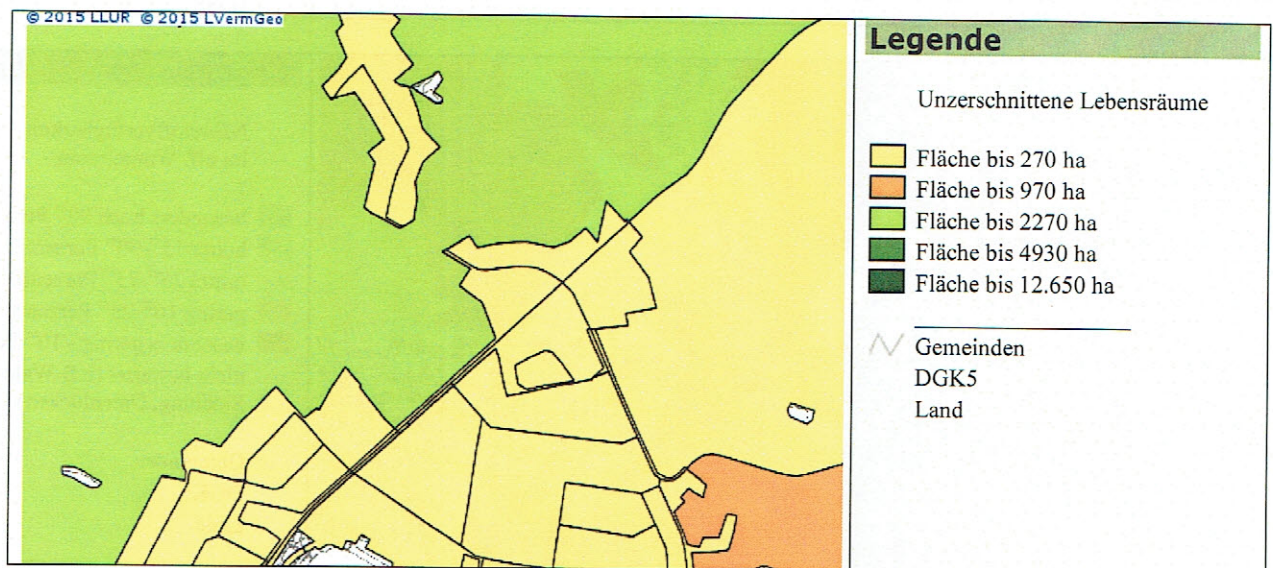 © 2015 LLUR © 2015 LVermGeo
Legende
Unzerschnittene Lebensräume
Fläche bis 270 ha
Fläche bis 970 ha
Fläche bis 2270 ha
Fläche bis 4930 ha
Fläche bis 12.650 ha
Gemeinden
DGK5
Land